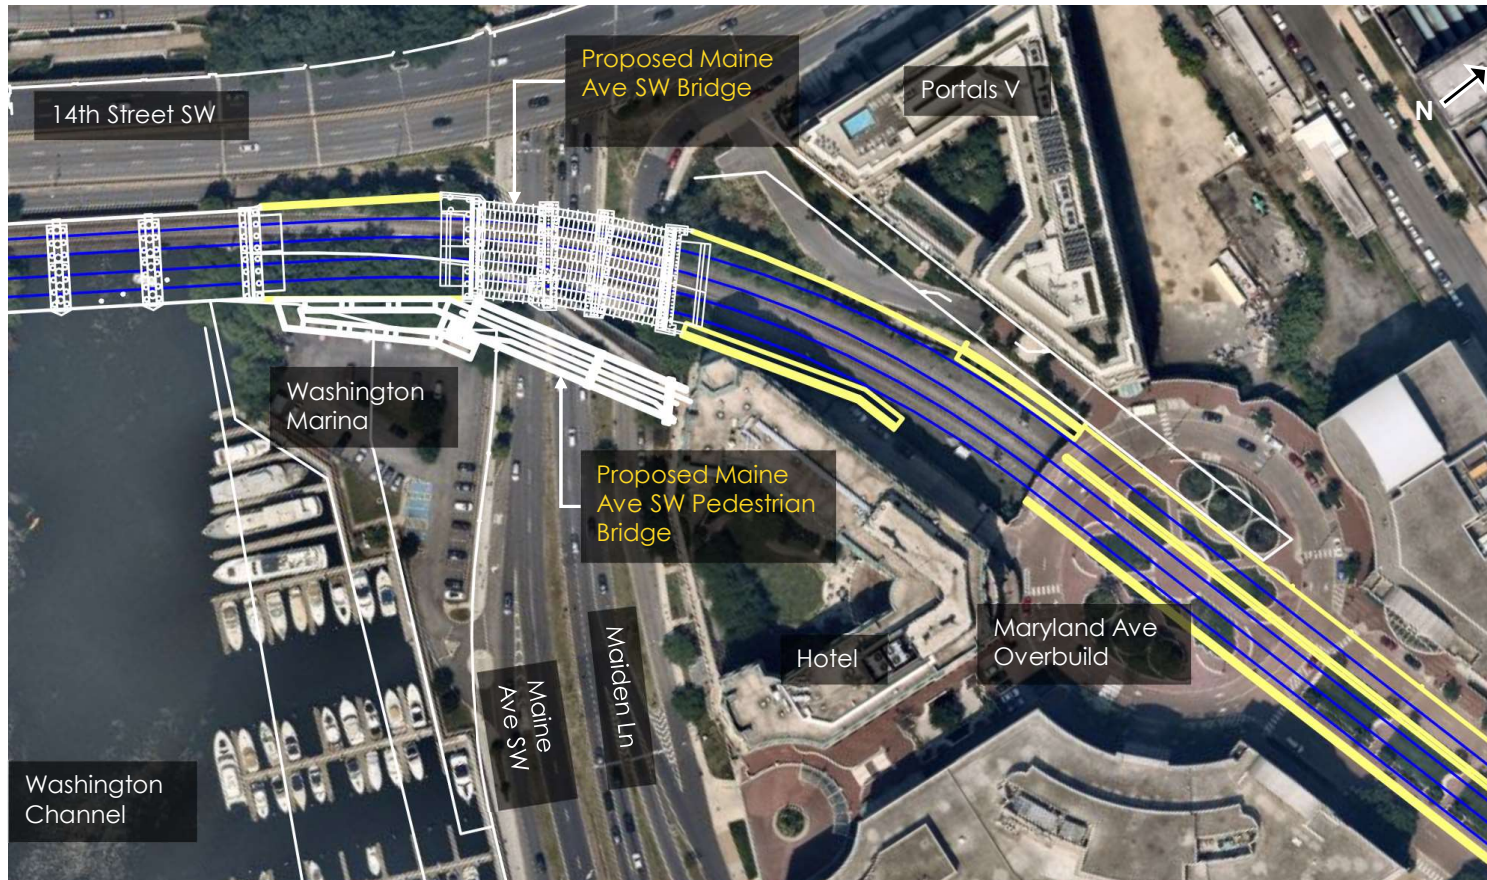 Proposed Maine
Ave SW Bridge
Portals V
14th Street SW
N
Washington
Marina
Proposed Maine
Ave SW Pedestrian
Bridge
Maiden Ln
Maine
Ave SW
Hotel
Maryland Ave
Overbuild
Washington
Channel